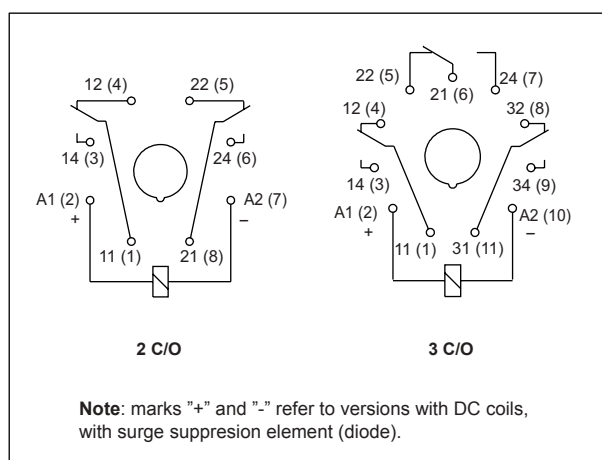 12 (4) 22 (5)
14 (3) 24 (6)
A1 (2) A2 (7)
+ –
11 (1) 21 (8)
2 C/O
22 (5) 21 (6) 24 (7)
12 (4) 32 (8)
14 (3) 34 (9)
A1 (2) A2 (10)
+ –
11 (1) 31 (11)
3 C/O
Note: marks ”+” and ”-” refer to versions with DC coils,
with surge suppresion element (diode).